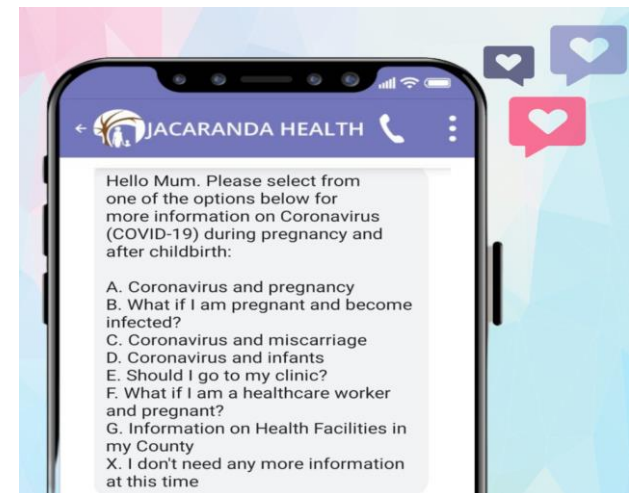 JACARANDA HEALTH
Hello Mum. Please select from
one of the options below for
more information on Coronavirus
(COVID-19) during pregnancy and
after childbirth:
A. Coronavirus and pregnancy
B. What if I am pregnant and become
infected?
C. Coronavirus and miscarriage
D. Coronavirus and infants
E. Should I go to my clinic?
F. What if I am a healthcare worker
and pregnant?
G. Information on Health Facilities in
my County
X. I don't need any more information
at this time